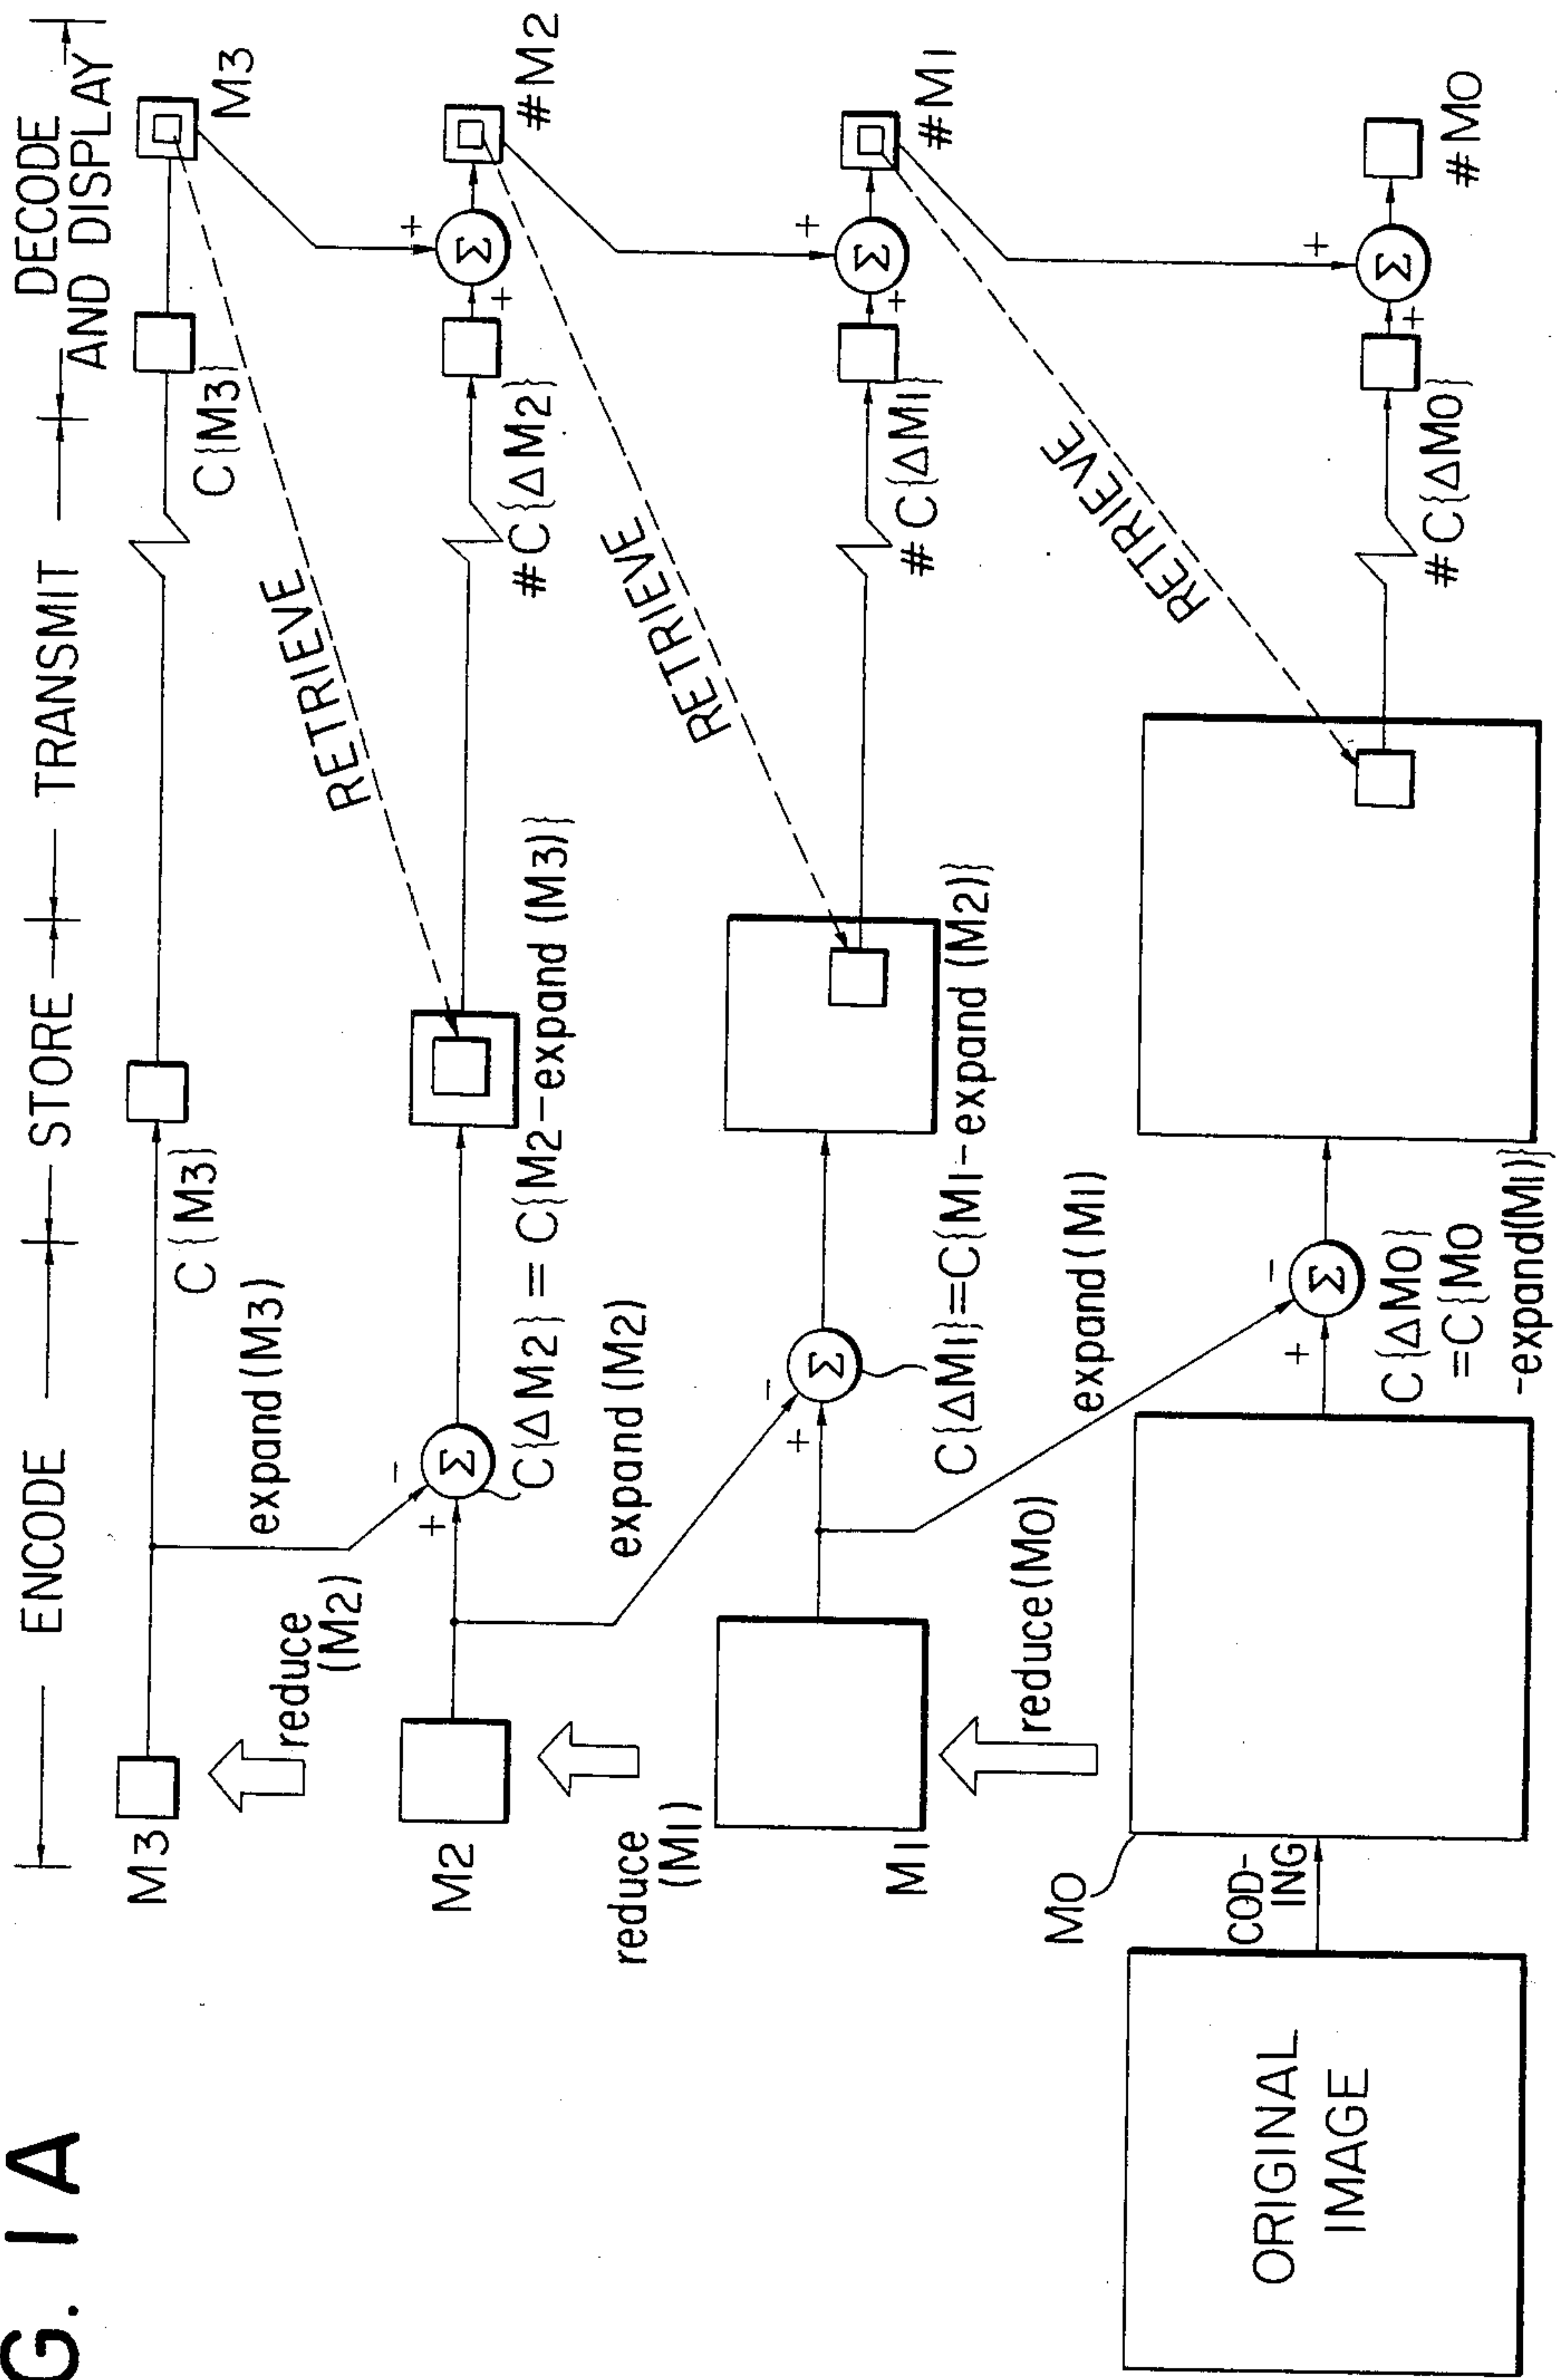 G. 1A
ENCODE
STORE
TRANSMIT
DECODE
AND DISPLAY
M3
C{M3}
C{M3}
M3
reduce
(M2)
expand (M3)
RETRIEVE
M2
C{ΔM2} = C{M2-expand (M3)}
#C{ΔM2}
#M2
+
-
Σ
+
+
Σ
reduce
(M1)
expand (M2)
RETRIEVE
M1
C{ΔM1}=C{M1-expand (M2)}
#C{ΔM1}
#M1
+
-
Σ
+
+
Σ
reduce(M0)
expand(M1)
RETRIEVE
M0
COD-
ING
ORIGINAL
IMAGE
+
-
Σ
C{ΔM0}
=C{M0
-expand(M1)}
#C{ΔM0}
+
+
Σ
#M0